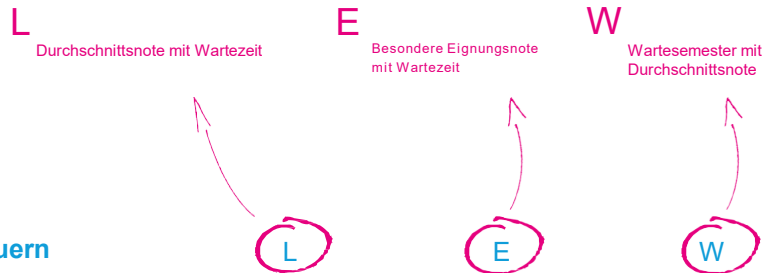 L
Durchschnittsnote mit Wartezeit
E
Besondere Eignungsnote
mit Wartezeit
W
Wartesemester mit
Durchschnittsnote
uern
L
E
W